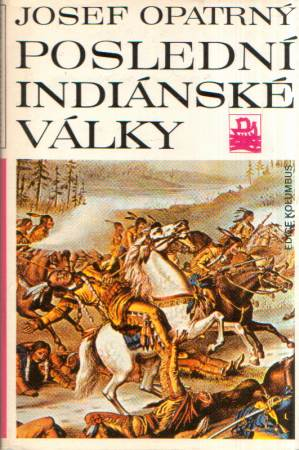 JOSEF OPATRNÝ
POSLEDNÍ
INDIÁNSKÉ
VÁLKY
EDICE KOLUMBUS